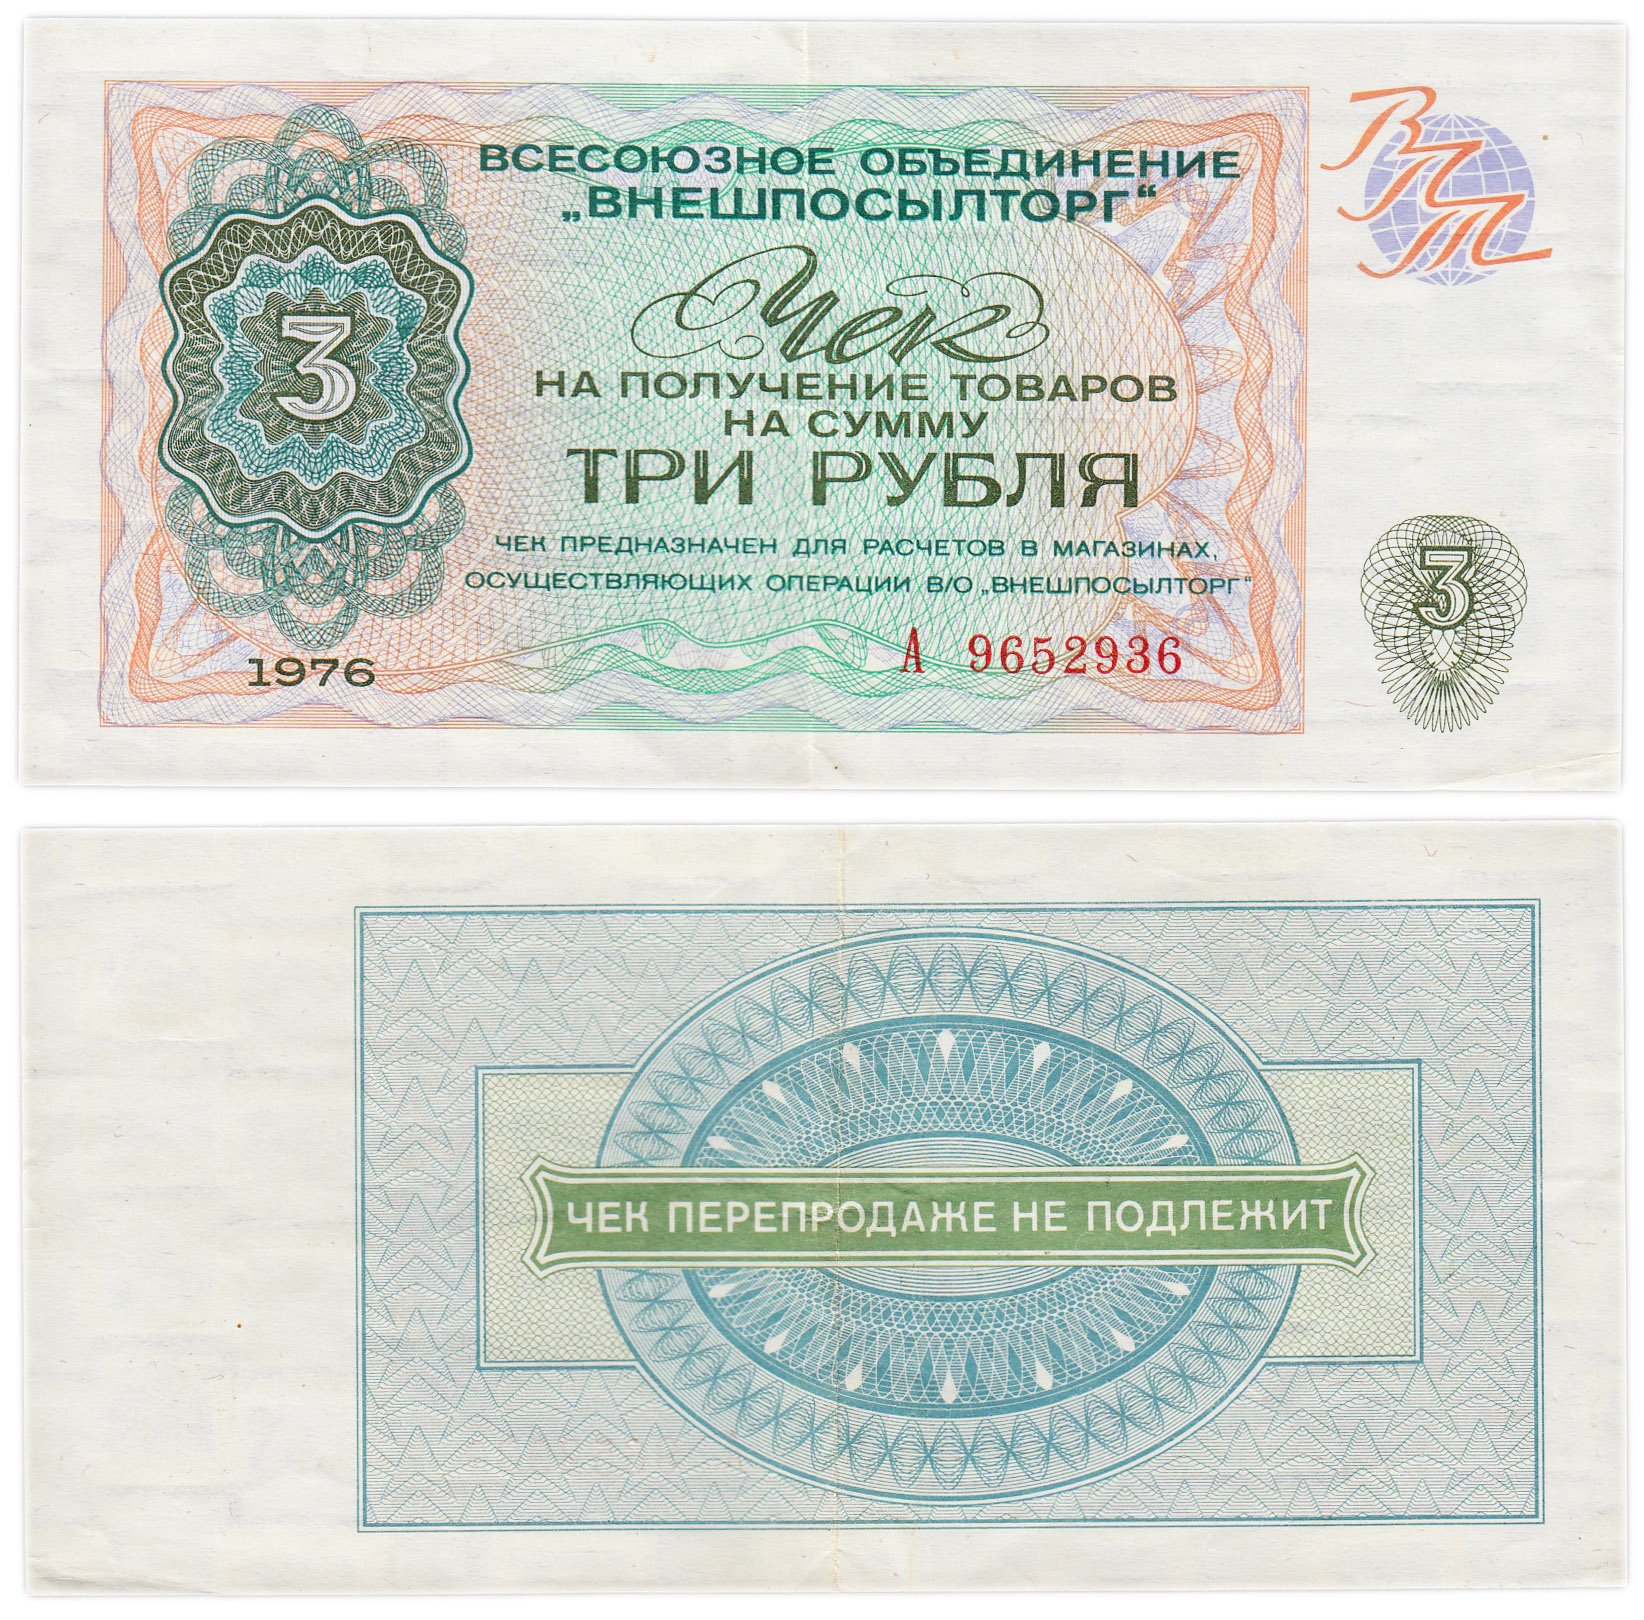 ВСЕСОЮЗНОЕ ОБЪЕДИНЕНИЕ
„ВНЕШПОСЫЛТОРГ“
ВПТ
Чек
НА ПОЛУЧЕНИЕ ТОВАРОВ
НА СУММУ
ТРИ РУБЛЯ
3
ЧЕК ПРЕДНАЗНАЧЕН ДЛЯ РАСЧЕТОВ В МАГАЗИНАХ,
ОСУЩЕСТВЛЯЮЩИХ ОПЕРАЦИИ В/О „ВНЕШПОСЫЛТОРГ“
3
1976
А 9652936
ЧЕК ПЕРЕПРОДАЖЕ НЕ ПОДЛЕЖИТ